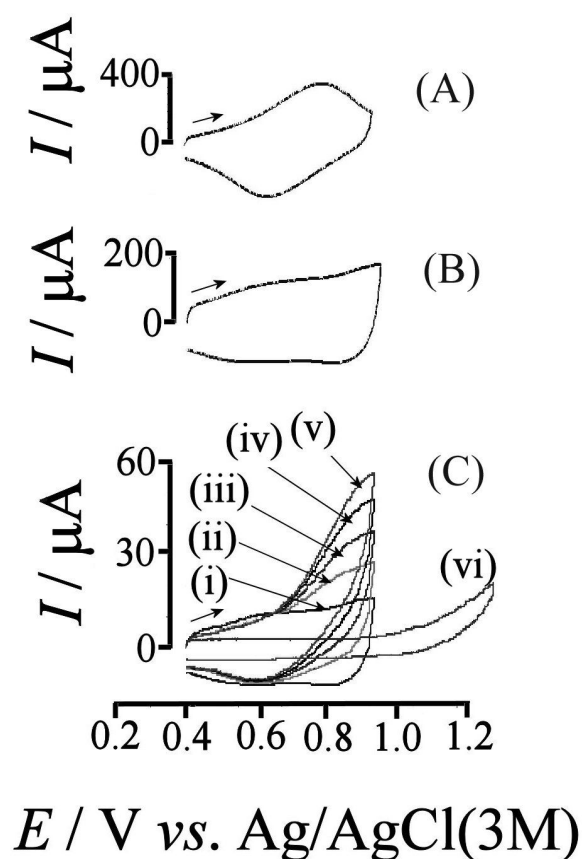 400
0
I / µA
(A)
200
0
I / µA
(B)
60
30
0
I / µA
(C)
(v)
(iv)
(iii)
(ii)
(i)
(vi)
0.2 0.4 0.6 0.8 1.0 1.2
E / V vs. Ag/AgCl(3M)